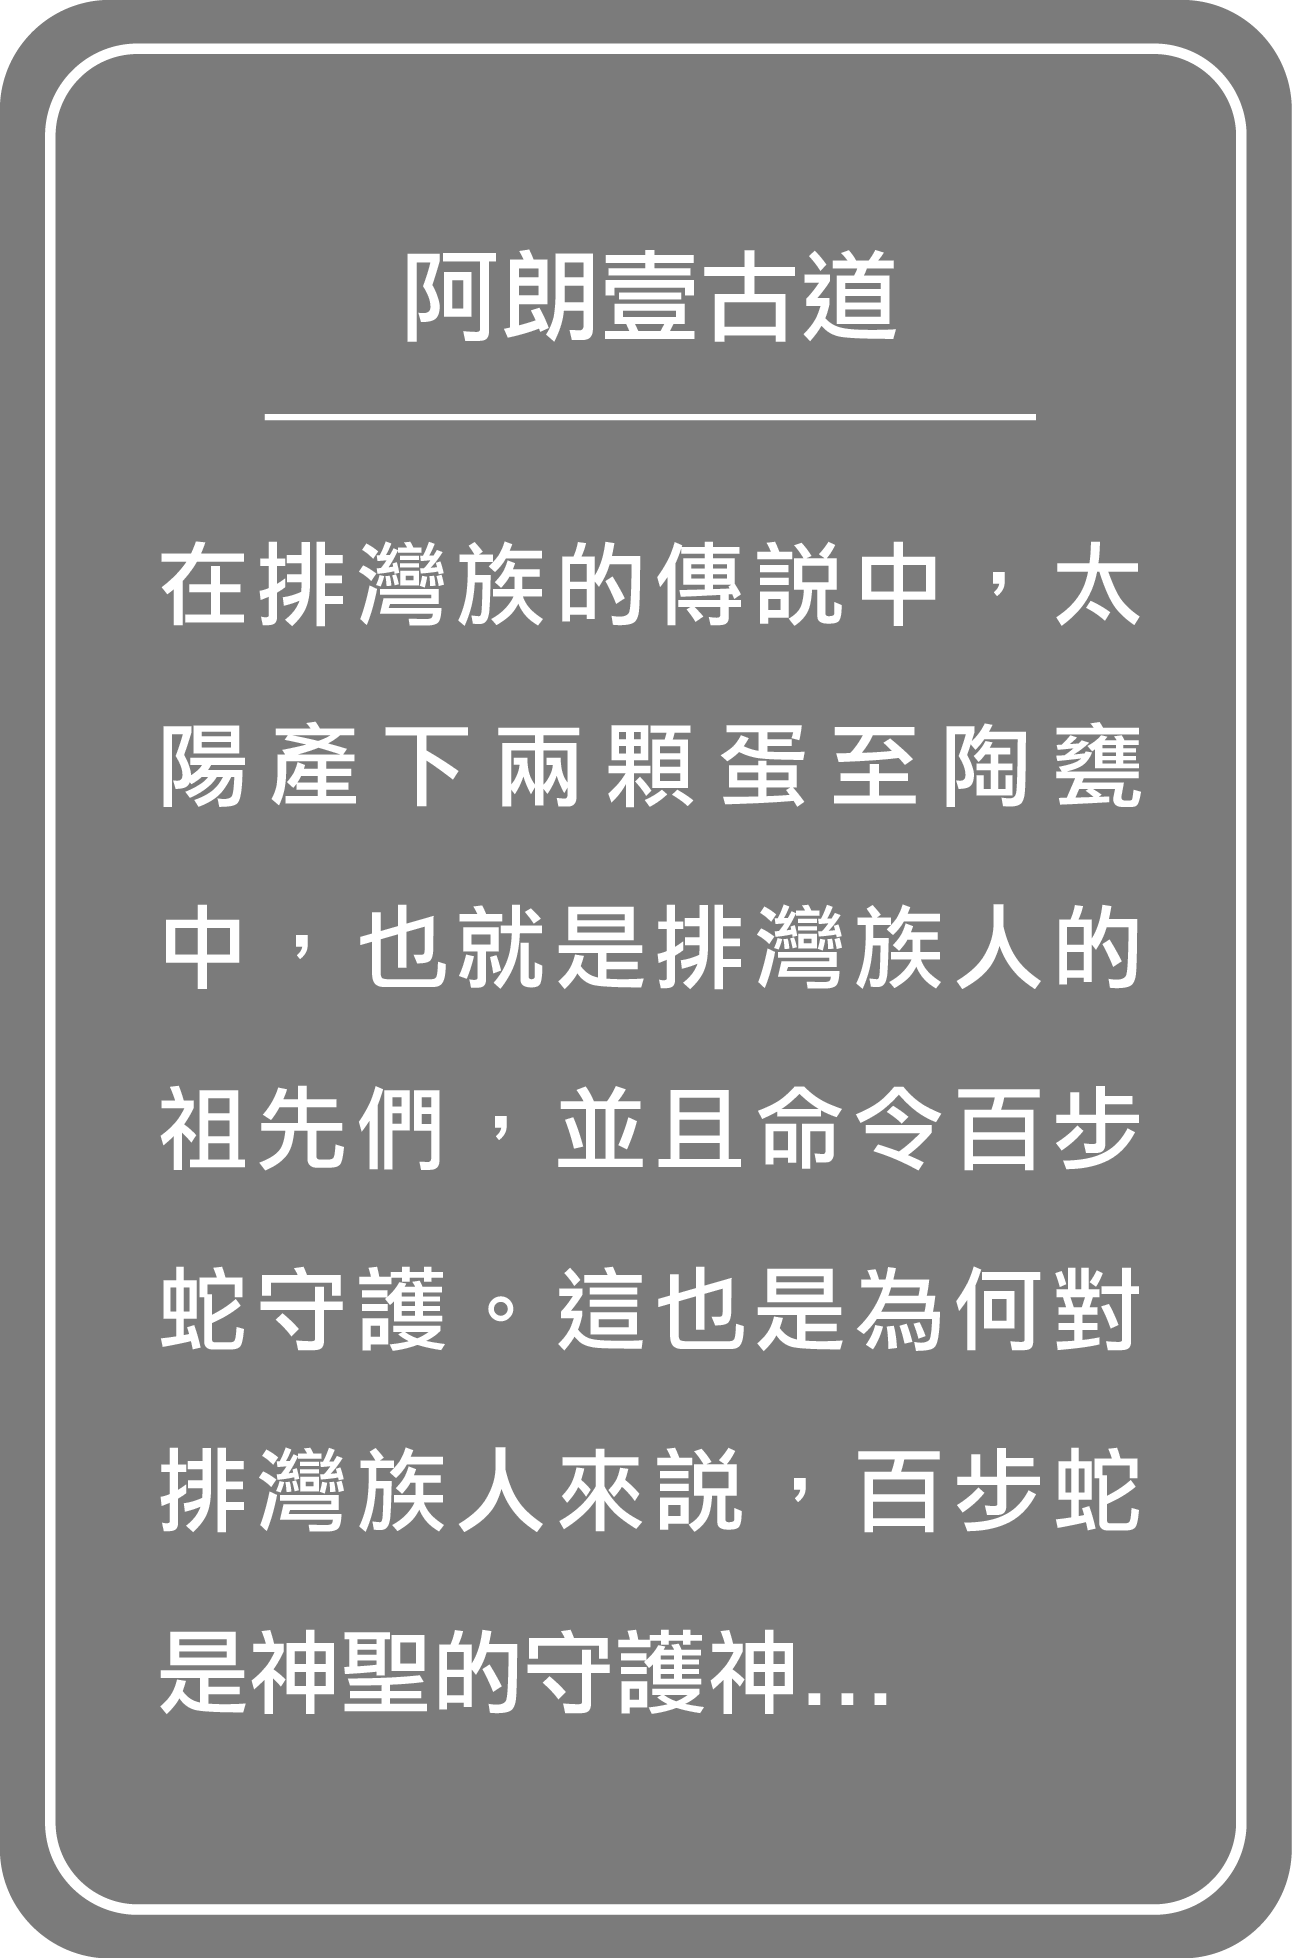 阿朗壹古道
在排灣族的傳説中，太
陽產下兩顆蛋至陶甕
中，也就是排灣族人的
祖先們，並且命令百步
蛇守護。這也是為何對
排灣族人來説，百步蛇
是神聖的守護神...